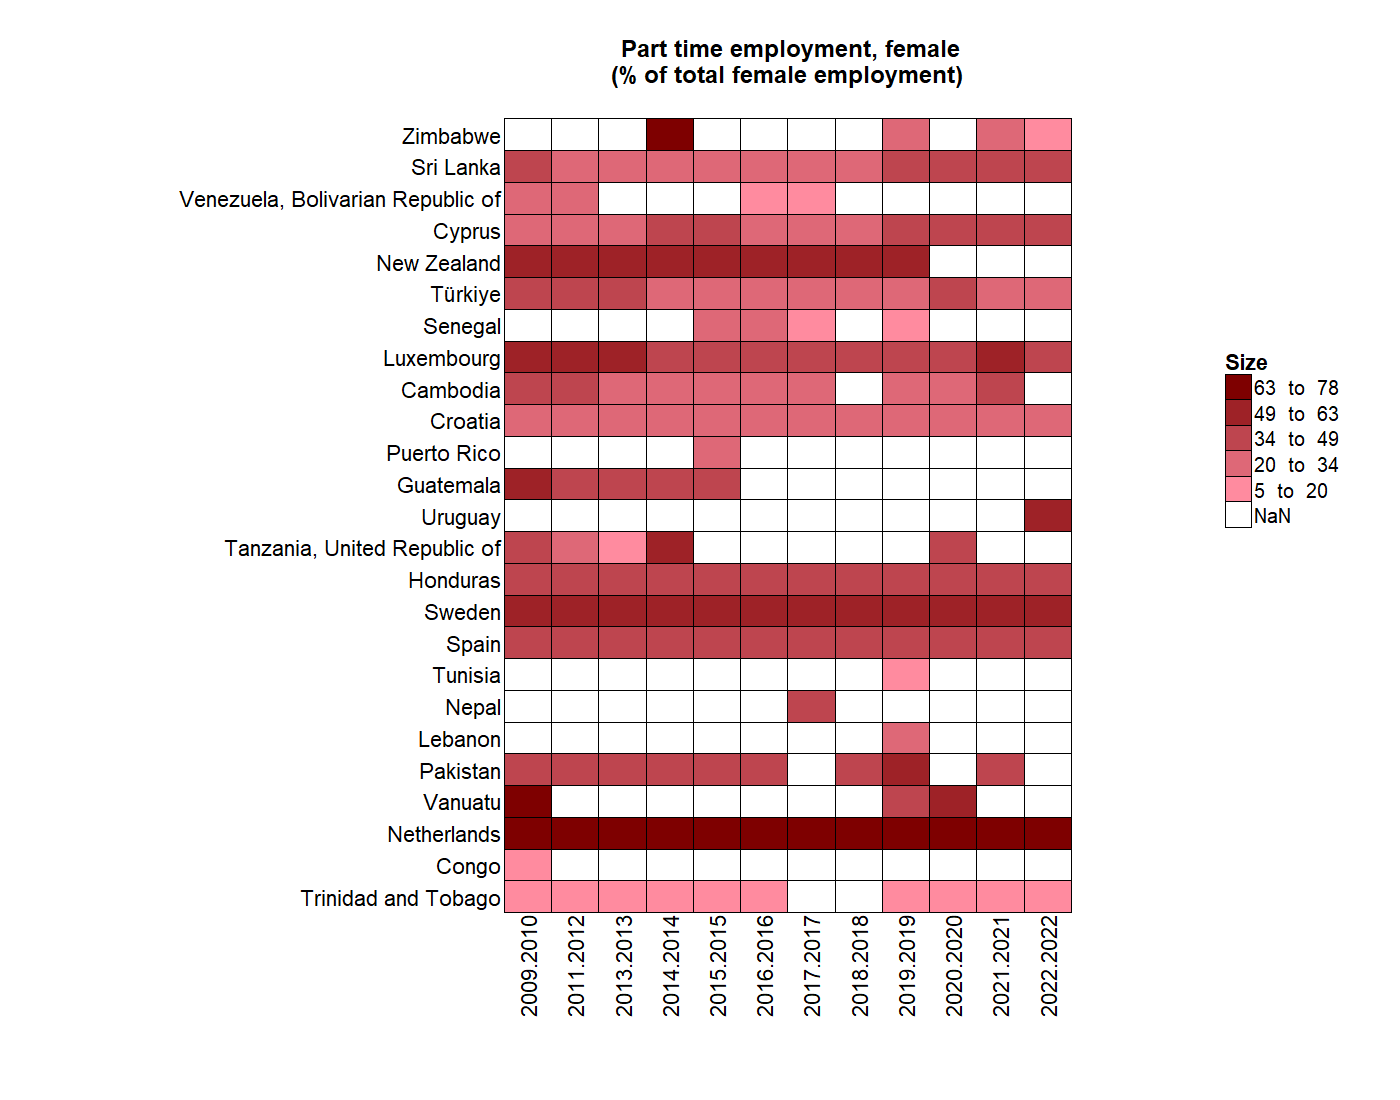 Part time employment, female
(% of total female employment)
Zimbabwe
Sri Lanka
Venezuela, Bolivarian Republic of
Cyprus
New Zealand
Türkiye
Senegal
Luxembourg
Cambodia
Croatia
Puerto Rico
Guatemala
Uruguay
Tanzania, United Republic of
Honduras
Sweden
Spain
Tunisia
Nepal
Lebanon
Pakistan
Vanuatu
Netherlands
Congo
Trinidad and Tobago
2009.2010
2011.2012
2013.2013
2014.2014
2015.2015
2016.2016
2017.2017
2018.2018
2019.2019
2020.2020
2021.2021
2022.2022
Size
63 to 78
49 to 63
34 to 49
20 to 34
5 to 20
NaN